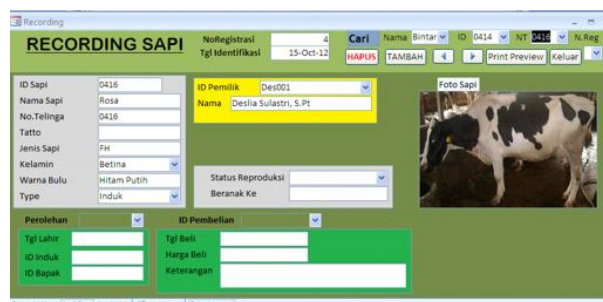 Recording
RECORDING SAPI
NoRegistrasi 4
Tgl Identifikasi 15-Oct-12
Cari Nama Bintar ID 0414 NT 0416 N.Reg
HAPUS TAMBAH Print Preview Keluar
ID Sapi 0416
Nama Sapi Rosa
No.Telinga 0416
Tatto
Jenis Sapi FH
Kelamin Betina
Warna Bulu Hitam Putih
Type Induk
ID Pemilik Des001
Nama Deslia Sulastri, S.Pt
Status Reproduksi
Beranak Ke
Foto Sapi
Perolehan
Tgl Lahir
ID Induk
ID Bapak
ID Pembelian
Tgl Beli
Harga Beli
Keterangan